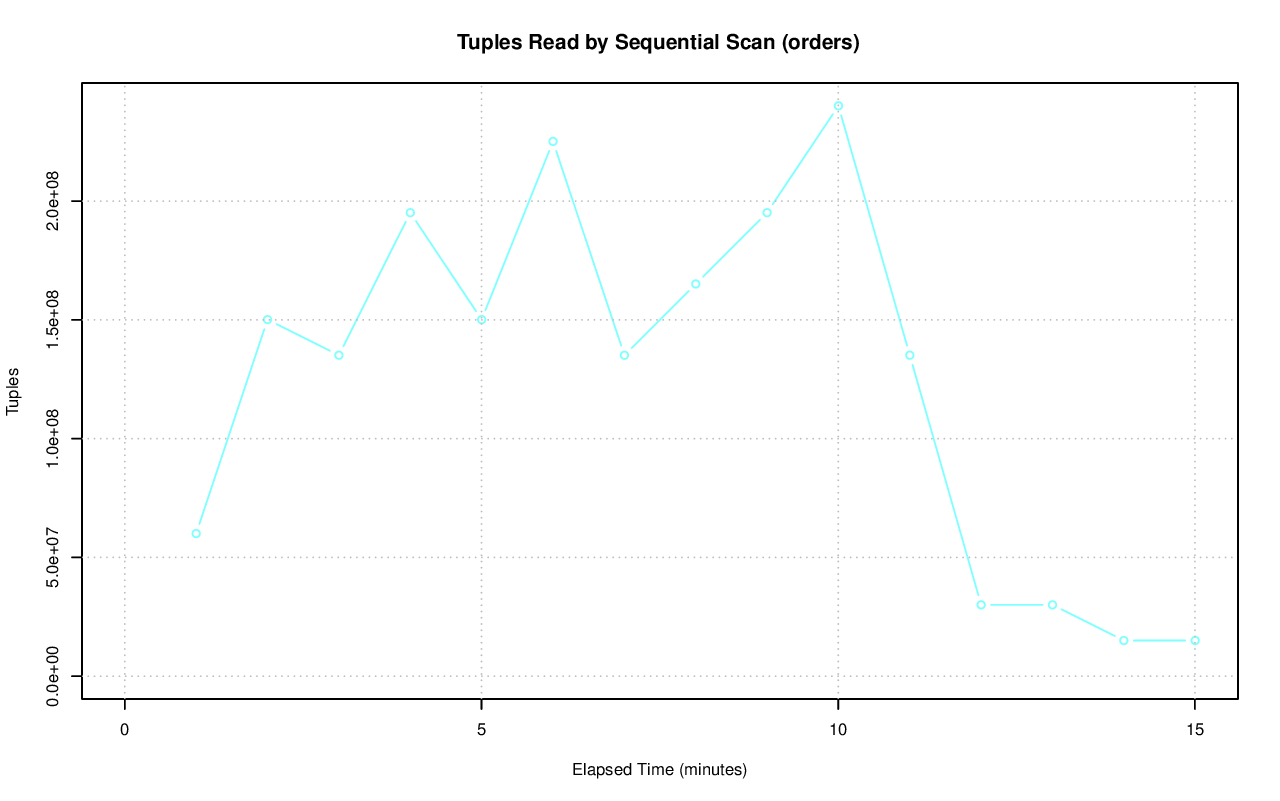 Tuples Read by Sequential Scan (orders)
Tuples
2.0e+08
1.5e+08
1.0e+08
5.0e+07
0.0e+00
0 5 10 15
Elapsed Time (minutes)